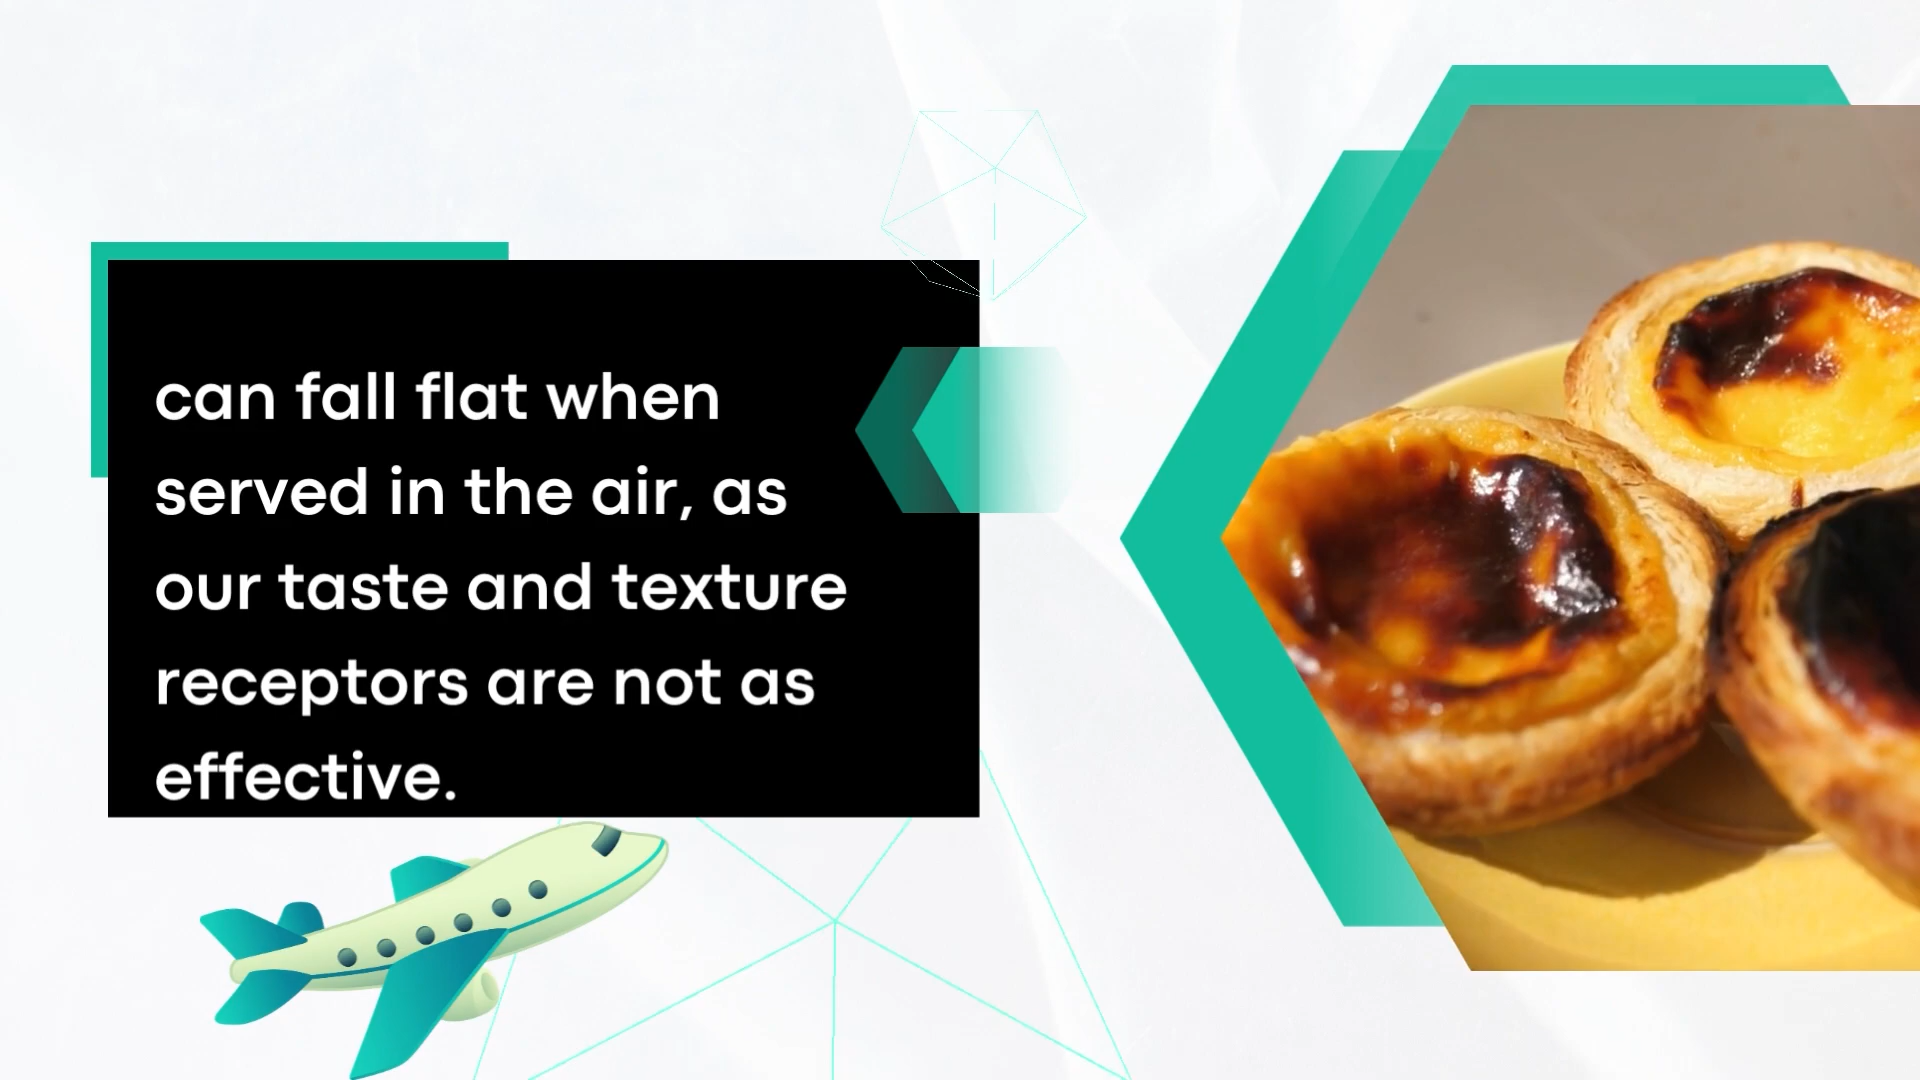 can fall flat when
served in the air, as
our taste and texture
receptors are not as
effective.